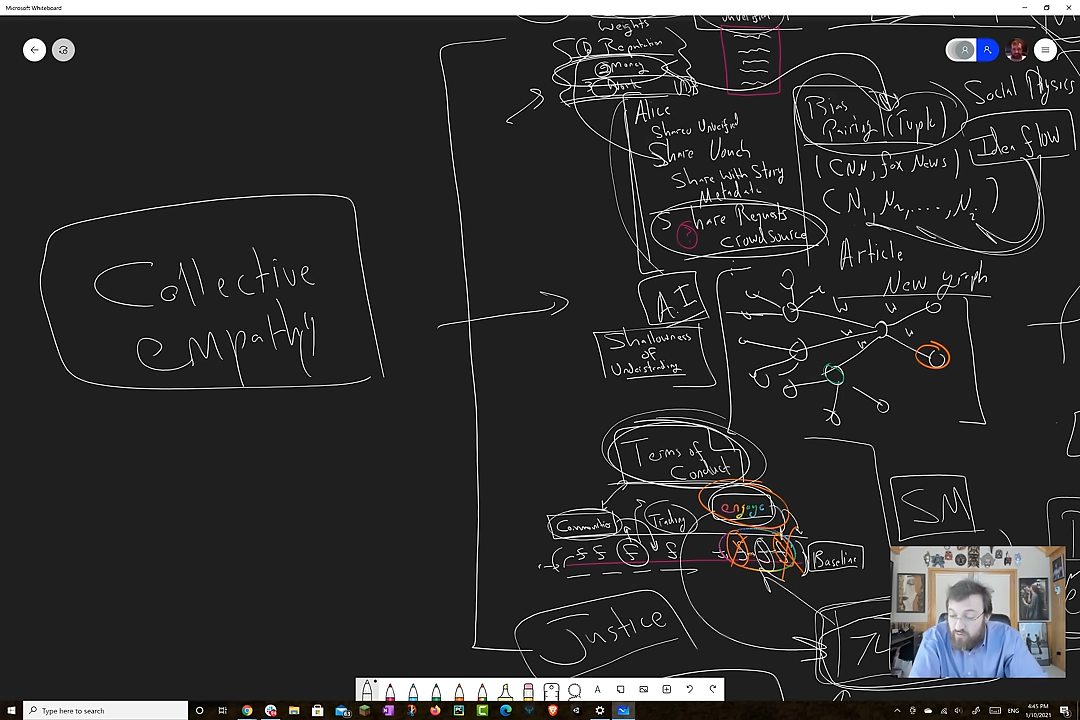 Microsoft Whiteboard
Collective
empathy
weights
Reputation
Money
Work
Alice
Share Unverified
Share Vouch
Share with Story
Metadata
Share Requests
? Crowdsource
Bias
Pairing (Tuple)
(CNN, Fox News)
Social Physics
Idea flow
Article
New graph
A.I
Shallowness
of
Understanding
Terms of
Conduct
Communities
Trading
engage
Baseline
Justice
SM
Type here to search
ENG
4:45 PM
1/10/2021